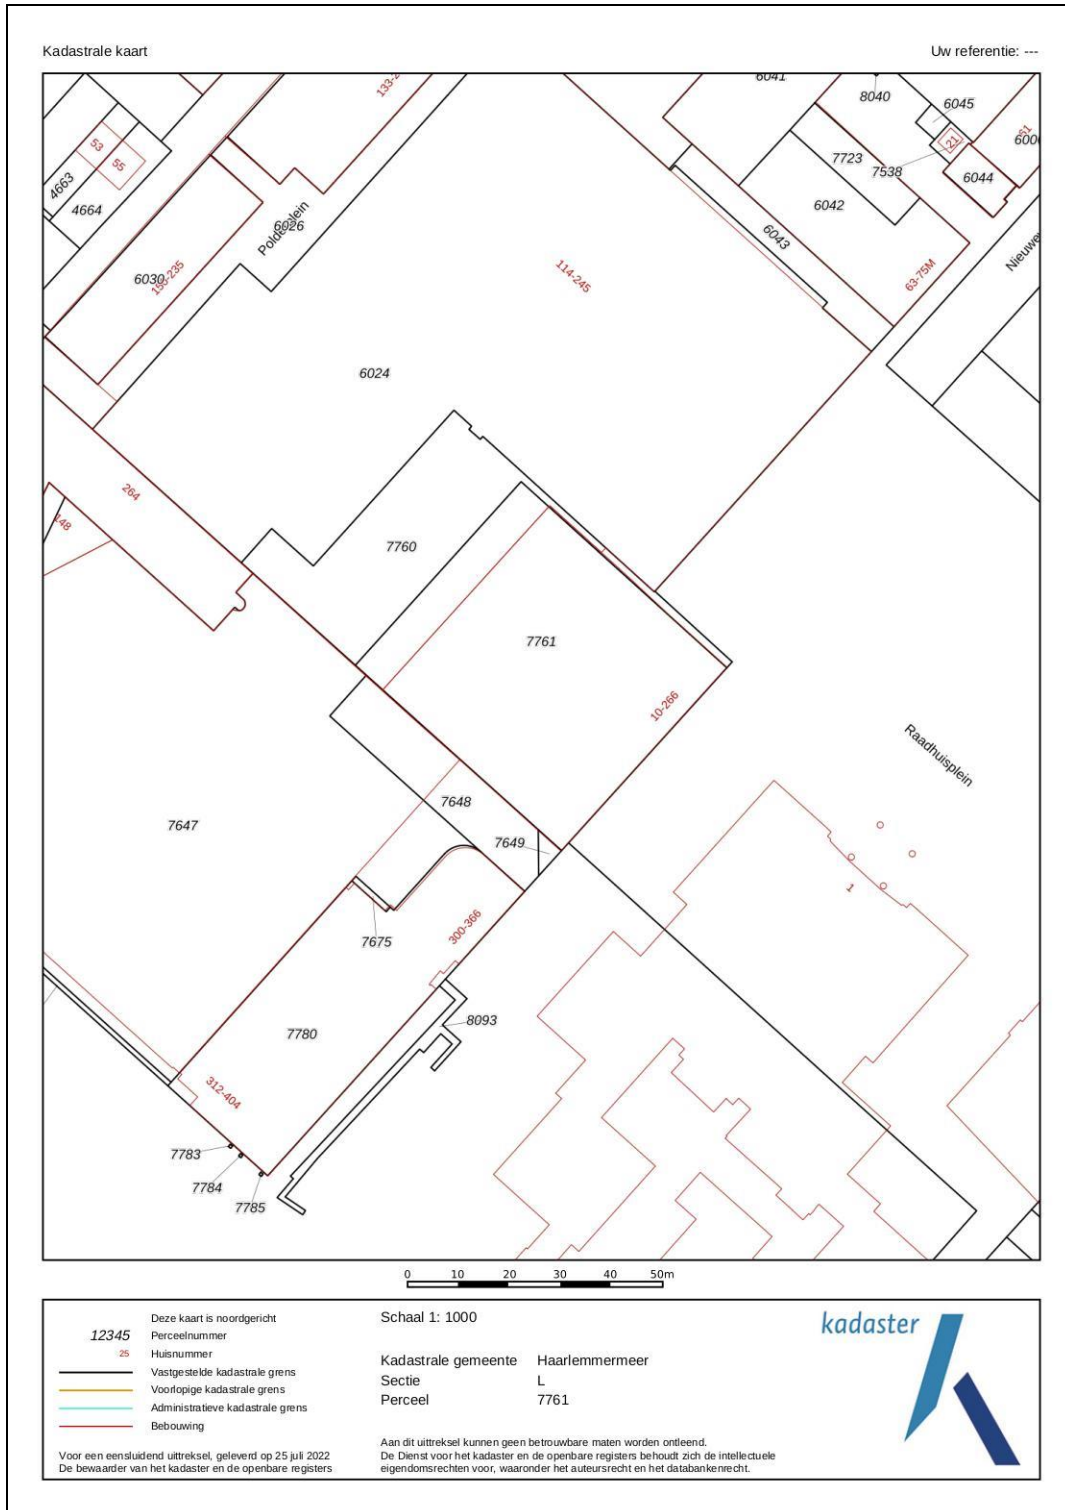 Kadastrale kaart
Uw referentie: ---
6041
8040
6045
133-2
53
55
61
21
7723
7538
6044
4663
4664
6042
Polderplein
6026
6043
Nieuwe
6030
150-235
114-245
63-75M
6024
264
148
7760
7761
10-266
Raadhuisplein
7648
7647
7649
1
300-366
7675
8093
7780
312-404
7783
7784
7785
0 10 20 30 40 50m
Deze kaart is noordgericht
12345 Perceelnummer
25 Huisnummer
Vastgestelde kadastrale grens
Voorlopige kadastrale grens
Administratieve kadastrale grens
Bebouwing
Voor een eensluidend uittreksel, geleverd op 25 juli 2022
De bewaarder van het kadaster en de openbare registers
Schaal 1: 1000
Kadastrale gemeente Haarlemmermeer
Sectie L
Perceel 7761
Aan dit uittreksel kunnen geen betrouwbare maten worden ontleend.
De Dienst voor het kadaster en de openbare registers behoudt zich de intellectuele
eigendomsrechten voor, waaronder het auteursrecht en het databankenrecht.
kadaster